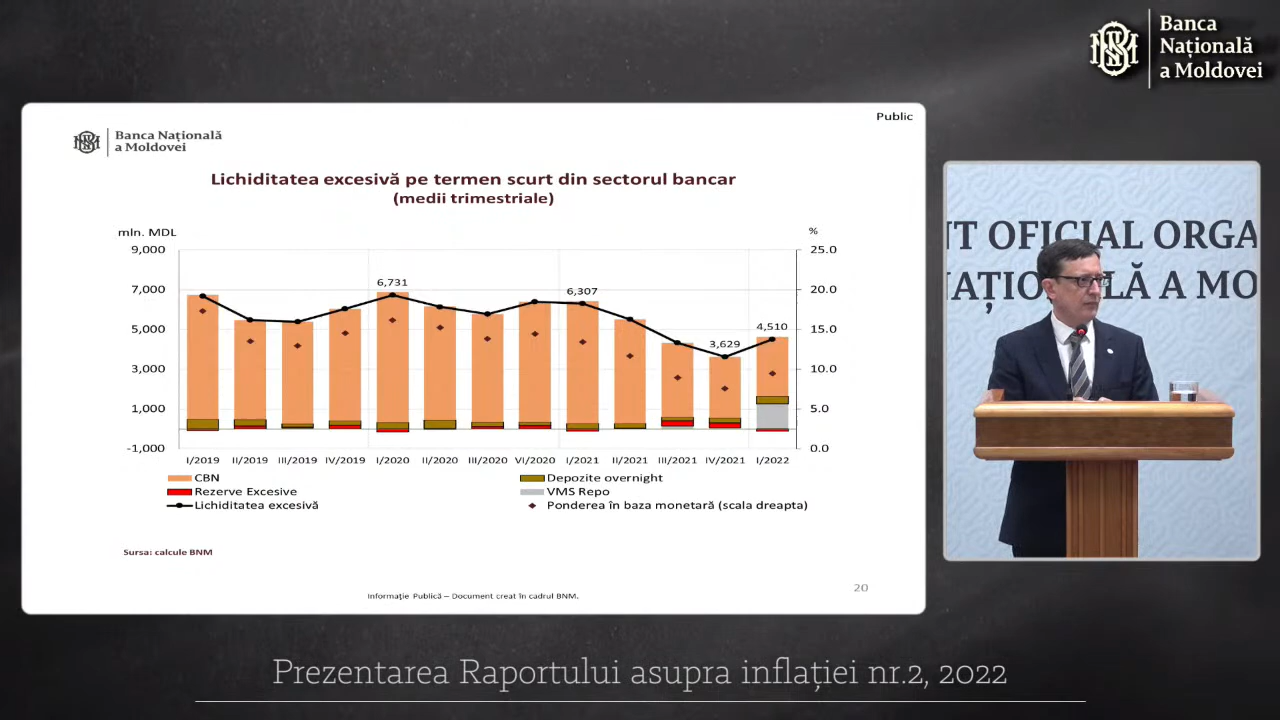 Banca
Națională
a Moldovei
Public
Banca Națională
a Moldovei
Lichiditatea excesivă pe termen scurt din sectorul bancar
(medii trimestriale)
mln. MDL
%
9,000
7,000
5,000
3,000
1,000
-1,000
6,731
6,307
3,629
4,510
25.0
20.0
15.0
10.0
5.0
0.0
I/2019 II/2019 III/2019 IV/2019 I/2020 II/2020 III/2020 VI/2020 I/2021 II/2021 III/2021 IV/2021 I/2022
CBN
Depozite overnight
Rezerve Excesive
VMS Repo
Lichiditatea excesivă
Ponderea în baza monetară (scala dreapta)
Sursa: calcule BNM
Informație Publică – Document creat în cadrul BNM.
20
NT OFICIAL ORGA
NAȚIONALĂ A MO
Prezentarea Raportului asupra inflației nr.2, 2022